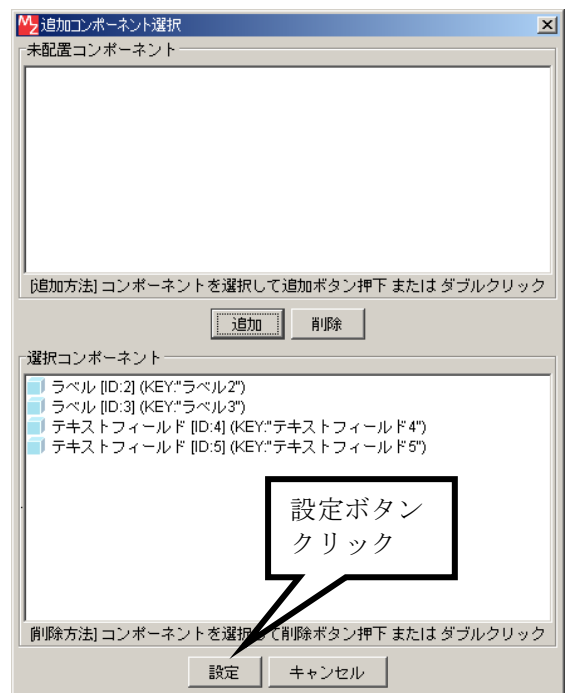 追加コンポーネント選択
未配置コンポーネント
[追加方法] コンポーネントを選択して追加ボタン押下 または ダブルクリック
追加 削除
選択コンポーネント
ラベル [ID:2] (KEY:"ラベル2")
ラベル [ID:3] (KEY:"ラベル3")
テキストフィールド [ID:4] (KEY:"テキストフィールド4")
テキストフィールド [ID:5] (KEY:"テキストフィールド5")
設定ボタン
クリック
[削除方法] コンポーネントを選択して削除ボタン押下 または ダブルクリック
設定 キャンセル